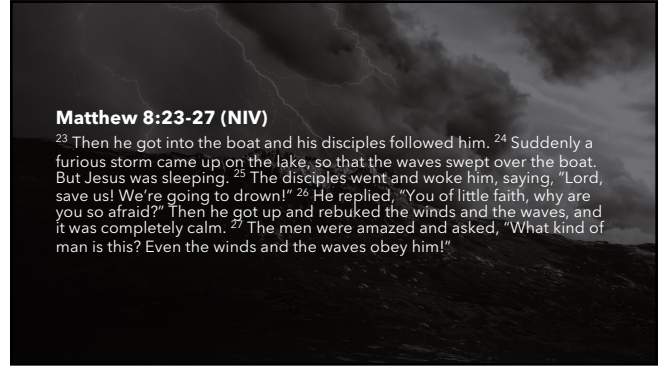 Matthew 8:23-27 (NIV)
23 Then he got into the boat and his disciples followed him. 24 Suddenly a
furious storm came up on the lake, so that the waves swept over the boat.
But Jesus was sleeping. 25 The disciples went and woke him, saying, “Lord,
save us! We’re going to drown!” 26 He replied, “You of little faith, why are
you so afraid?” Then he got up and rebuked the winds and the waves, and
it was completely calm. 27 The men were amazed and asked, “What kind of
man is this? Even the winds and the waves obey him!”